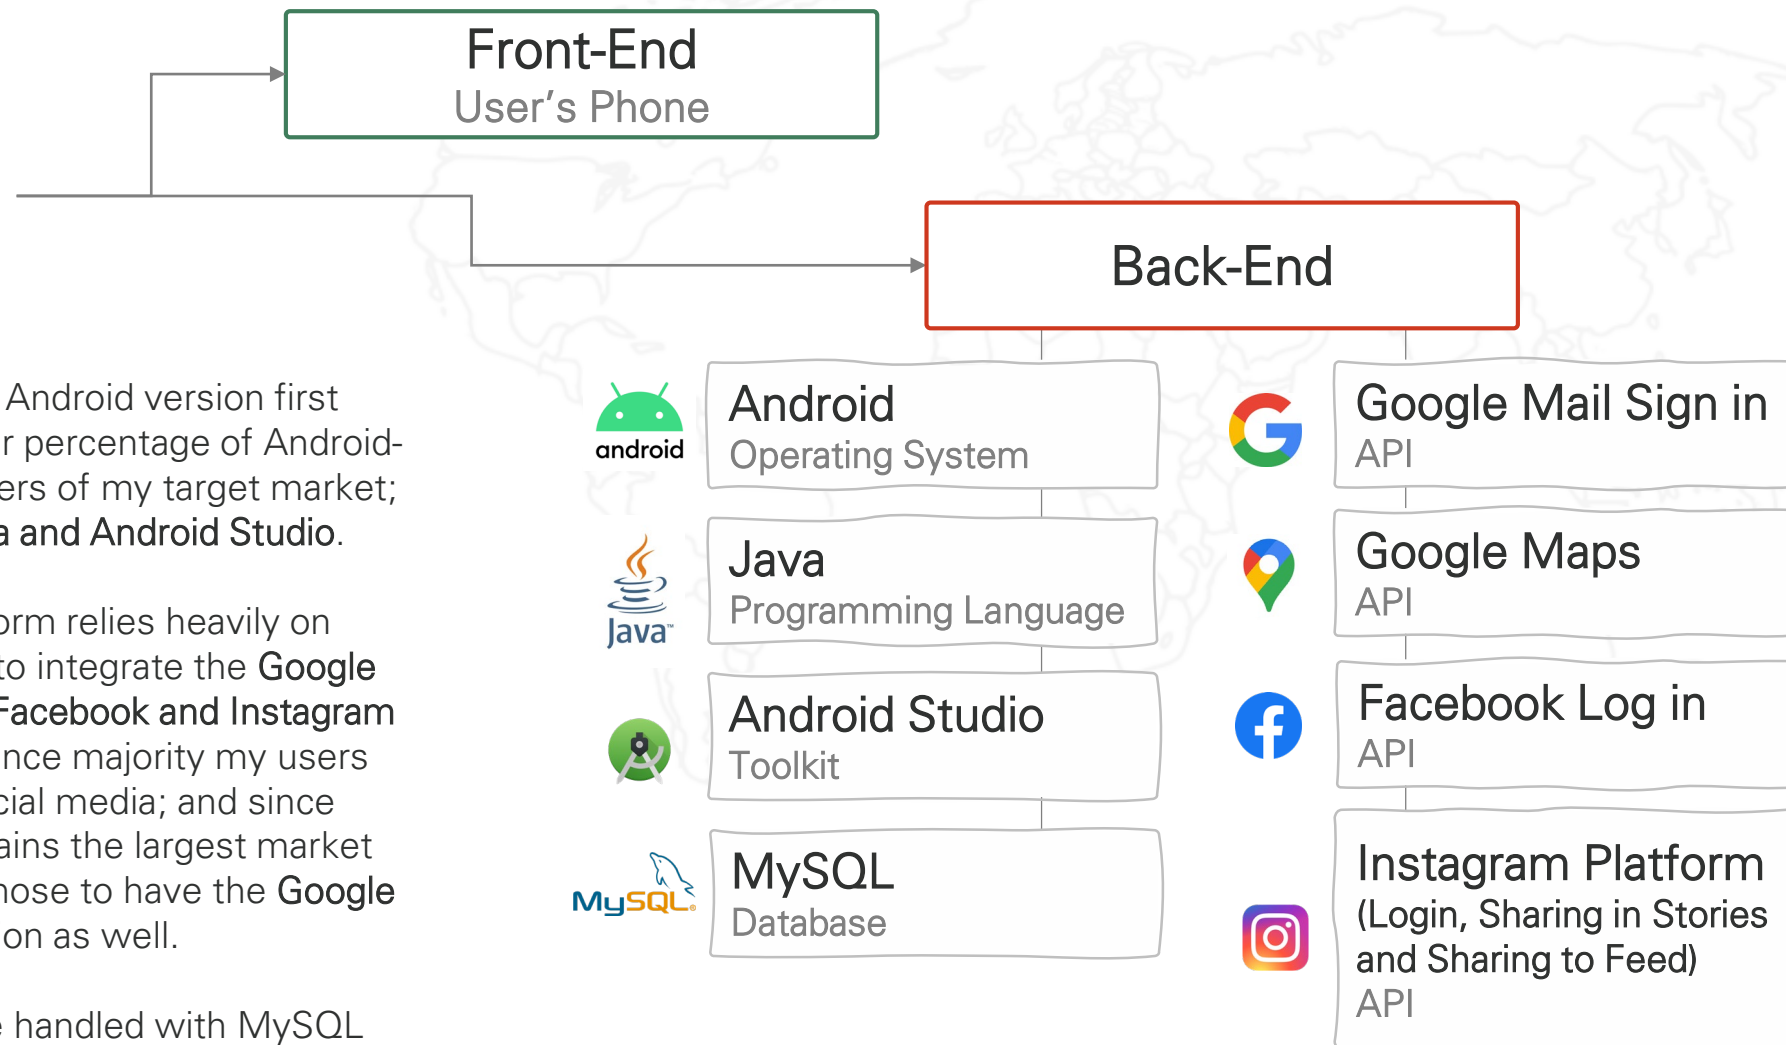 Front-End
User's Phone
Back-End
Android version first
r percentage of Android-
ers of my target market;
a and Android Studio.
orm relies heavily on
to integrate the Google
Facebook and Instagram
nce majority my users
cial media; and since
ains the largest market
nose to have the Google
on as well.
e handled with MySQL
android
Android
Operating System
Java™
Java
Programming Language
Android Studio
Toolkit
MySQL®
MySQL
Database
Google Mail Sign in
API
Google Maps
API
Facebook Log in
API
Instagram Platform
(Login, Sharing in Stories
and Sharing to Feed)
API